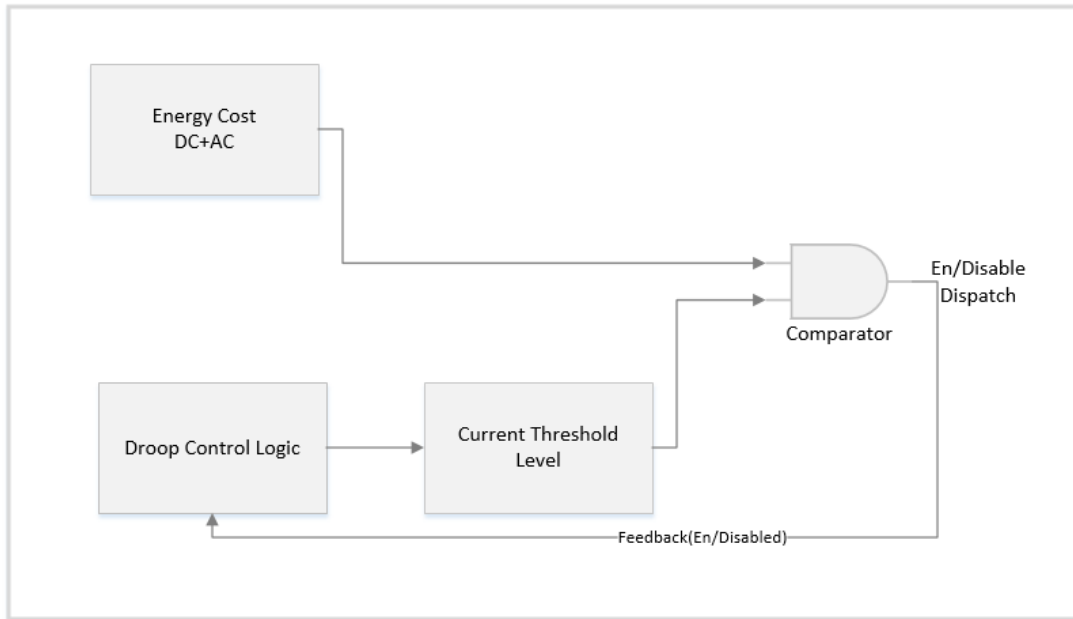 Energy Cost
DC+AC
En/Disable
Dispatch
Comparator
Droop Control Logic
Current Threshold
Level
Feedback(En/Disabled)